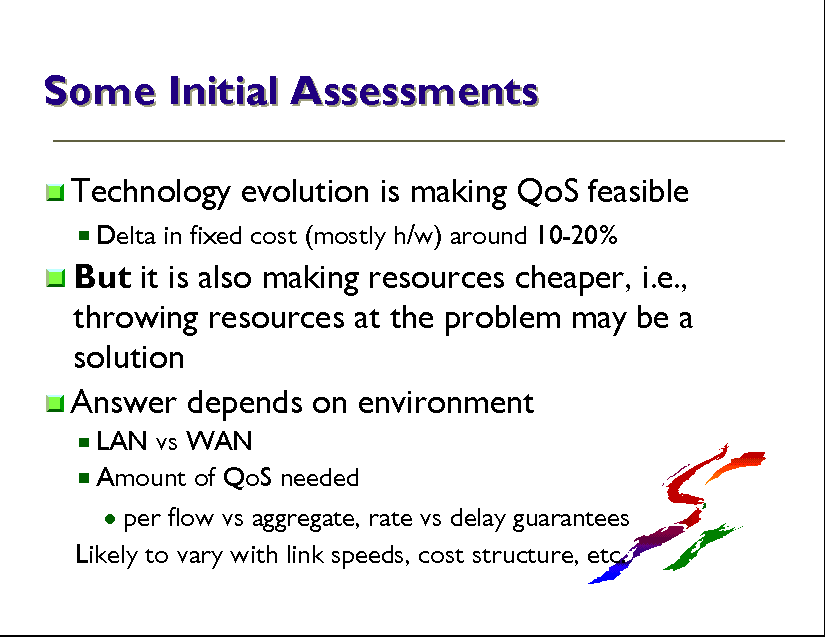 Some Initial Assessments
Technology evolution is making QoS feasible
Delta in fixed cost (mostly h/w) around 10-20%
But it is also making resources cheaper, i.e.,
throwing resources at the problem may be a
solution
Answer depends on environment
LAN vs WAN
Amount of QoS needed
per flow vs aggregate, rate vs delay guarantees
Likely to vary with link speeds, cost structure, etc.